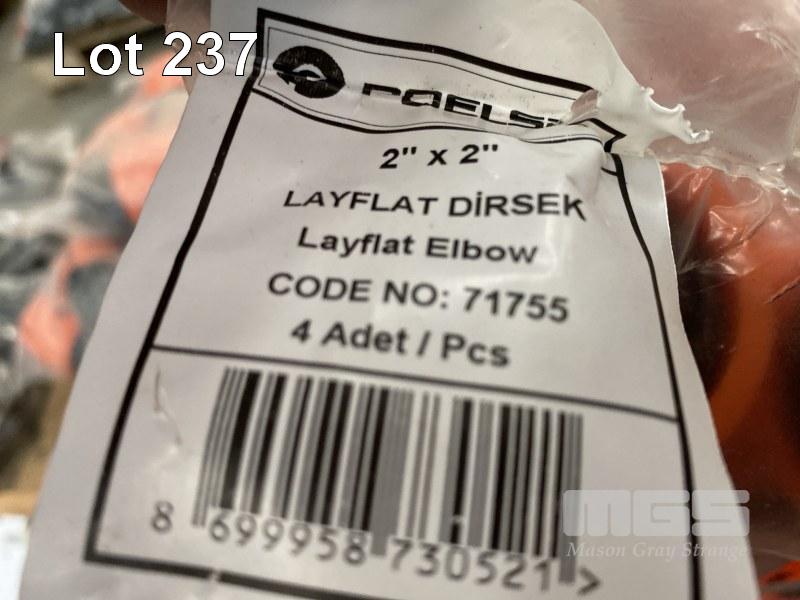 Lot 237
2" x 2"
LAYFLAT DİRSEK
Layflat Elbow
CODE NO: 71755
4 Adet / Pcs
8 699958 730521 >
MGS
Mason Gray Strange